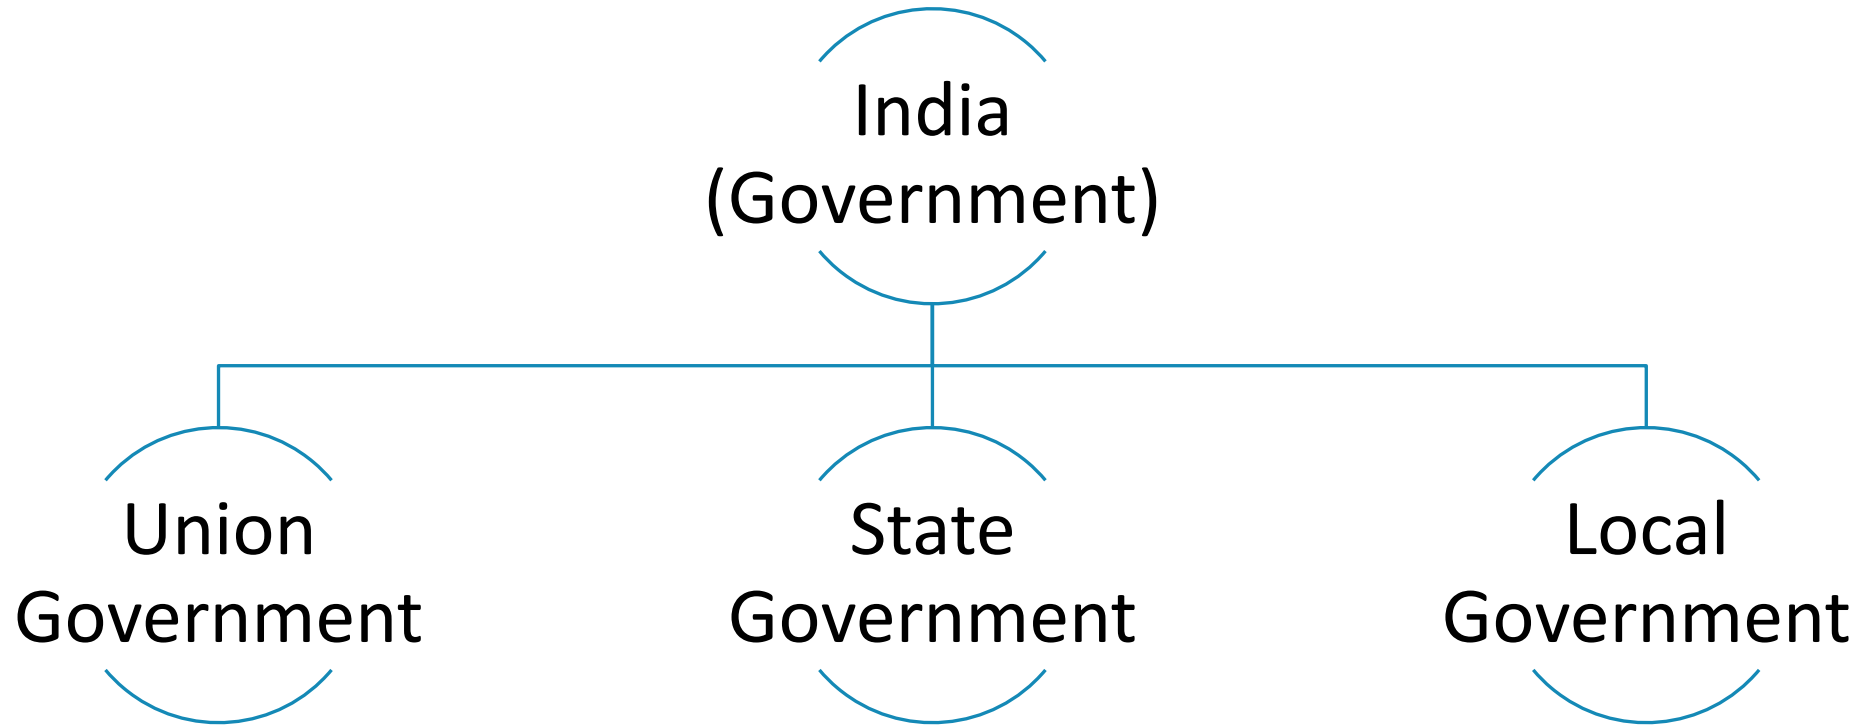 India
(Government)
Union
Government
State
Government
Local
Government